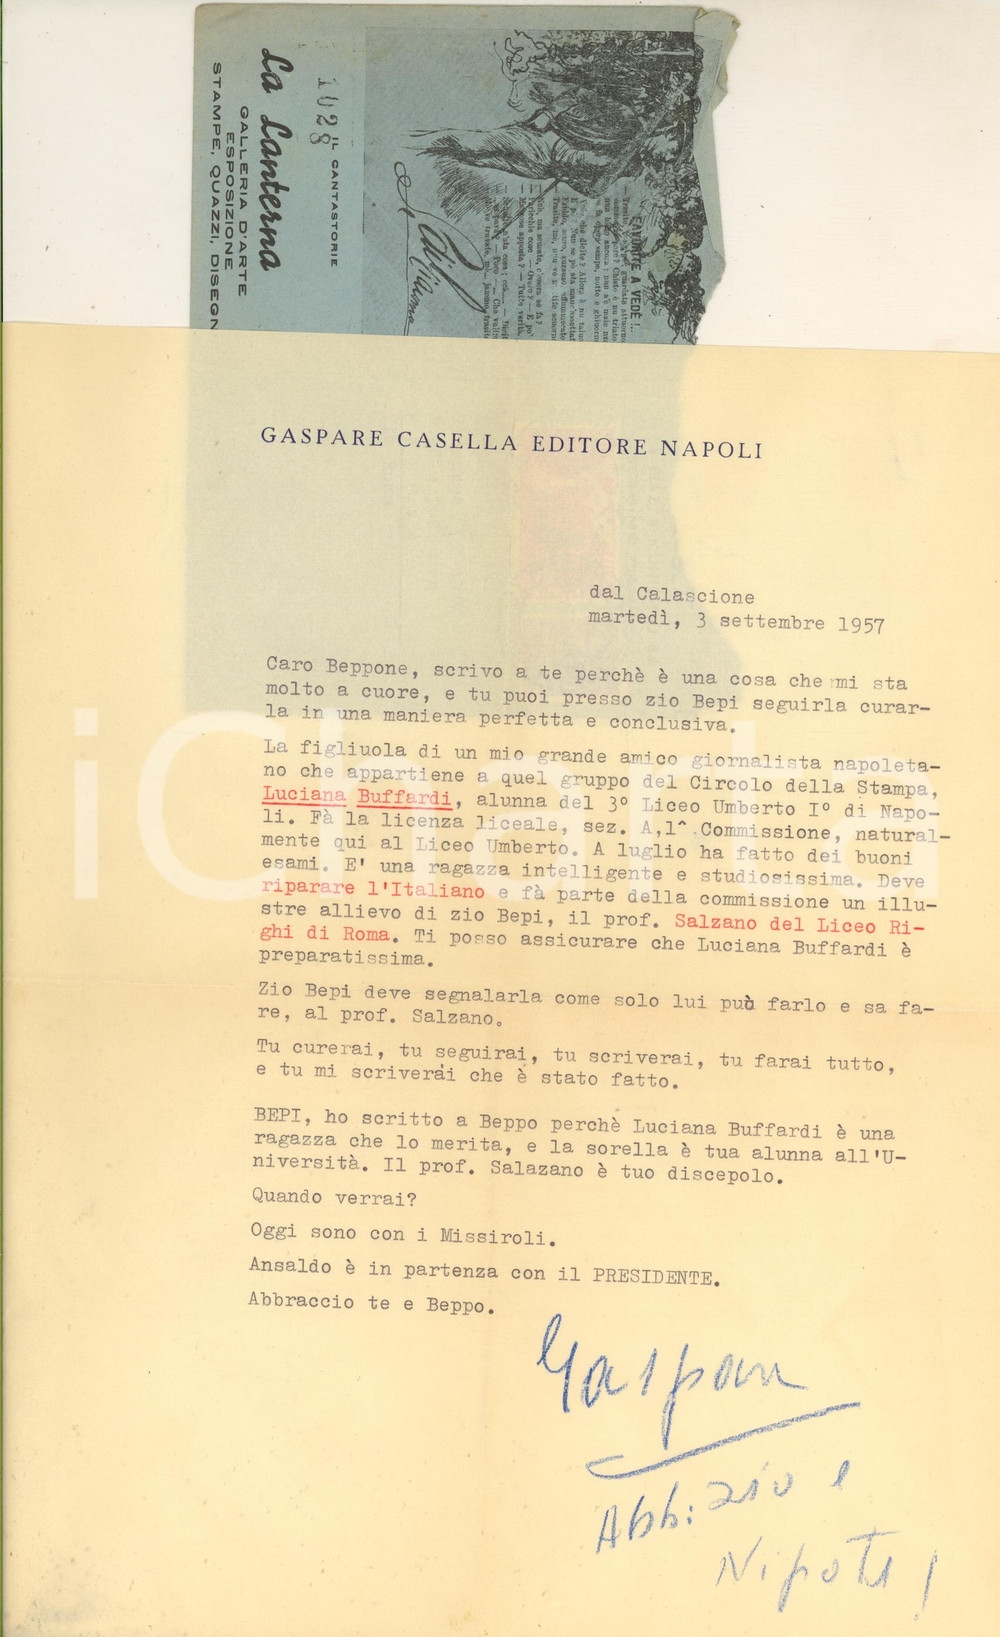 La Lanterna
GALLERIA D'ARTE
ESPOSIZIONE
STAMPE, QUAZZI, DISEGN
1028
IL CANTASTORIE
FAVORITE A VEDÈ!..
GASPARE CASELLA EDITORE NAPOLI
dal Calascione
martedì, 3 settembre 1957
Caro Beppone, scrivo a te perchè è una cosa che mi sta
molto a cuore, e tu puoi presso zio Bepi seguirla curar-
la in una maniera perfetta e conclusiva.
La figliuola di un mio grande amico giornalista napoleta-
no che appartiene a quel gruppo del Circolo della Stampa,
Luciana Buffardi, alunna del 3° Liceo Umberto I° di Napo-
li. Fà la licenza liceale, sez. A,1^ Commissione, natural-
mente qui al Liceo Umberto. A luglio ha fatto dei buoni
esami. E' una ragazza intelligente e studiosissima. Deve
riparare l'Italiano e fà parte della commissione un illu-
stre allievo di zio Bepi, il prof. Salzano del Liceo Ri-
ghi di Roma. Ti posso assicurare che Luciana Buffardi è
preparatissima.
Zio Bepi deve segnalarla come solo lui può farlo e sa fa-
re, al prof. Salzano.
Tu curerai, tu seguirai, tu scriverai, tu farai tutto,
e tu mi scriverai che è stato fatto.
BEPI, ho scritto a Beppo perchè Luciana Buffardi è una
ragazza che lo merita, e la sorella è tua alunna all'U-
niversità. Il prof. Salazano è tuo discepolo.
Quando verrai?
Oggi sono con i Missiroli.
Ansaldo è in partenza con il PRESIDENTE.
Abbraccio te e Beppo.
Gaspare
Abb: zio e
Nipote!
iCharta